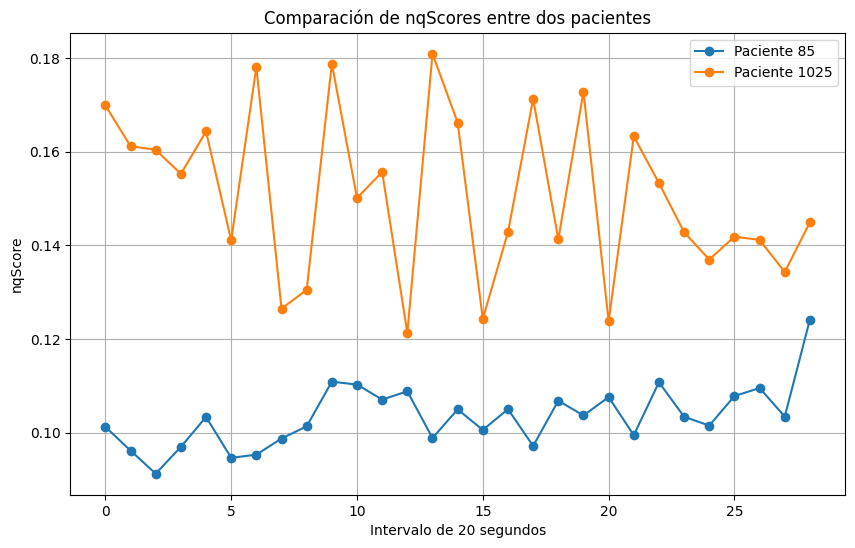 Comparación de nqScores entre dos pacientes
Paciente 85
Paciente 1025
nqScore
0.18
0.16
0.14
0.12
0.10
0 5 10 15 20 25
Intervalo de 20 segundos